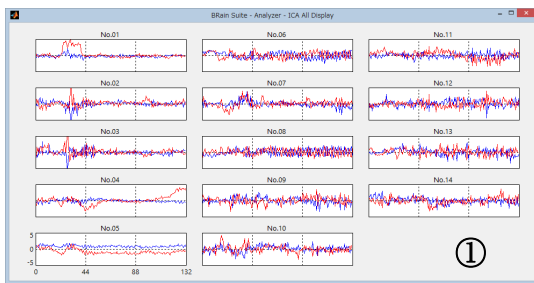 BRain Suite - Analyzer - ICA All Display
No.01
No.06
No.11
No.02
No.07
No.12
No.03
No.08
No.13
No.04
No.09
No.14
No.05
No.10
5
0
-5
0 44 88 132
①